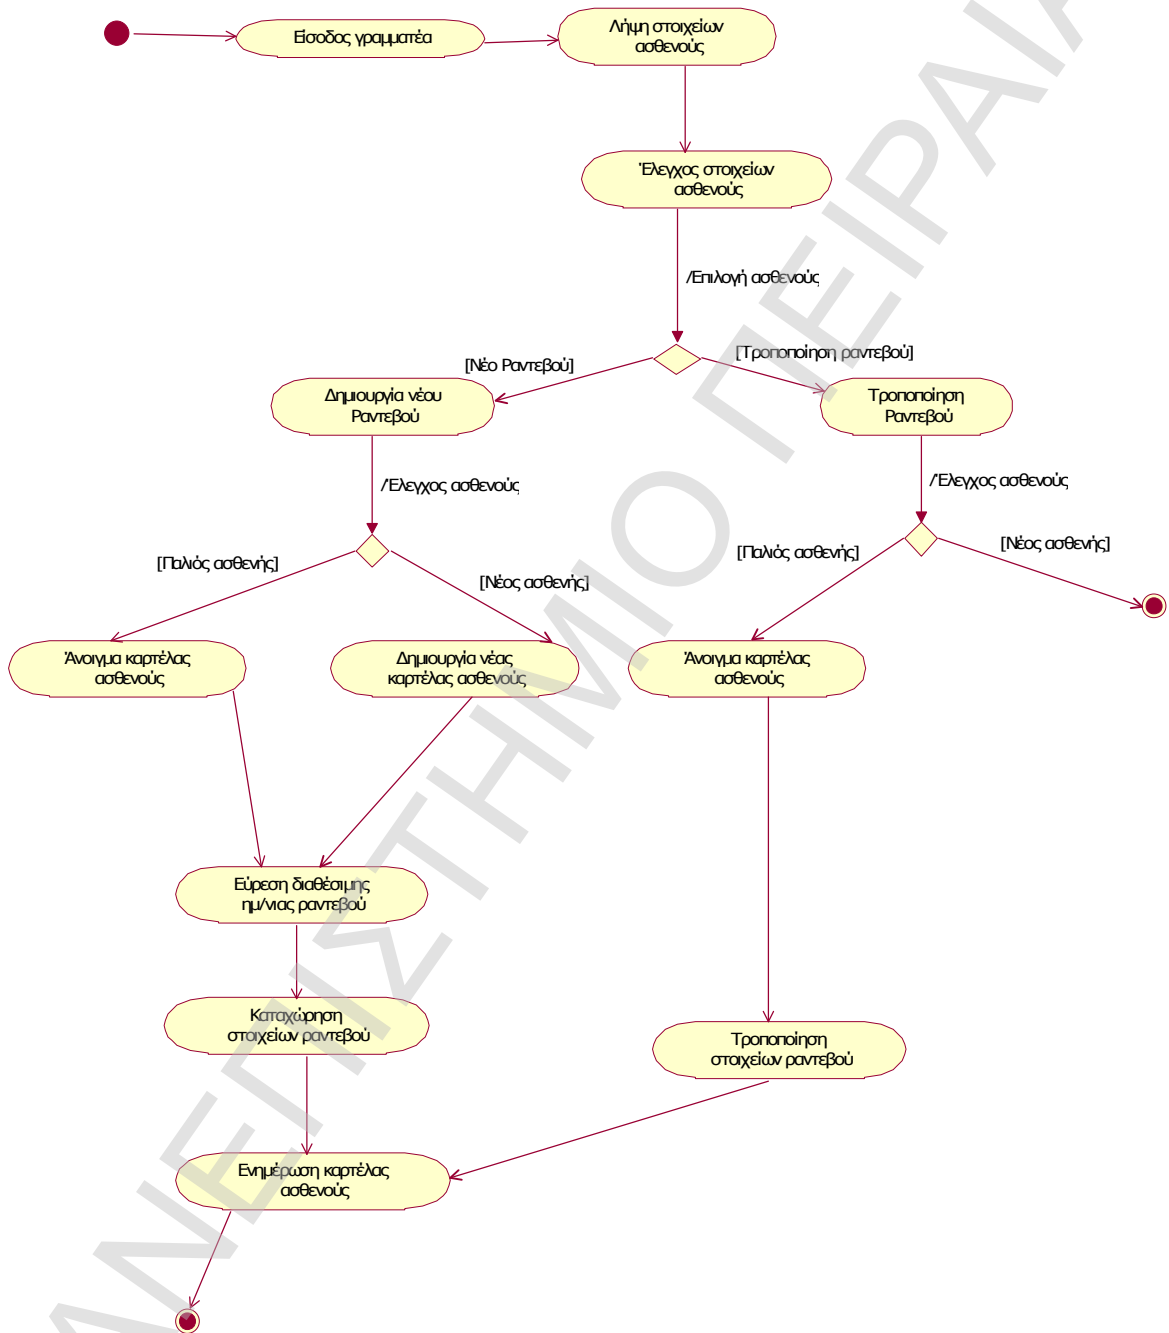 Είσοδος γραμματέα
Λήψη στοιχείων
ασθενούς
Έλεγχος στοιχείων
ασθενούς
/Επιλογή ασθενούς
[Νέο Ραντεβού]
[Τροποποίηση ραντεβού]
Δημιουργία νέου
Ραντεβού
Τροποποίηση
Ραντεβού
/Έλεγχος ασθενούς
/Έλεγχος ασθενούς
[Παλιός ασθενής]
[Νέος ασθενής]
[Παλιός ασθενής]
[Νέος ασθενής]
Άνοιγμα καρτέλας
ασθενούς
Δημιουργία νέας
καρτέλας ασθενούς
Άνοιγμα καρτέλας
ασθενούς
Εύρεση διαθέσιμης
ημ/νιας ραντεβού
Καταχώρηση
στοιχείων ραντεβού
Τροποποίηση
στοιχείων ραντεβού
Ενημέρωση καρτέλας
ασθενούς
ΑΝΕΠΙΣΤΗΜΙΟ ΠΕΙΡΑΙΑ